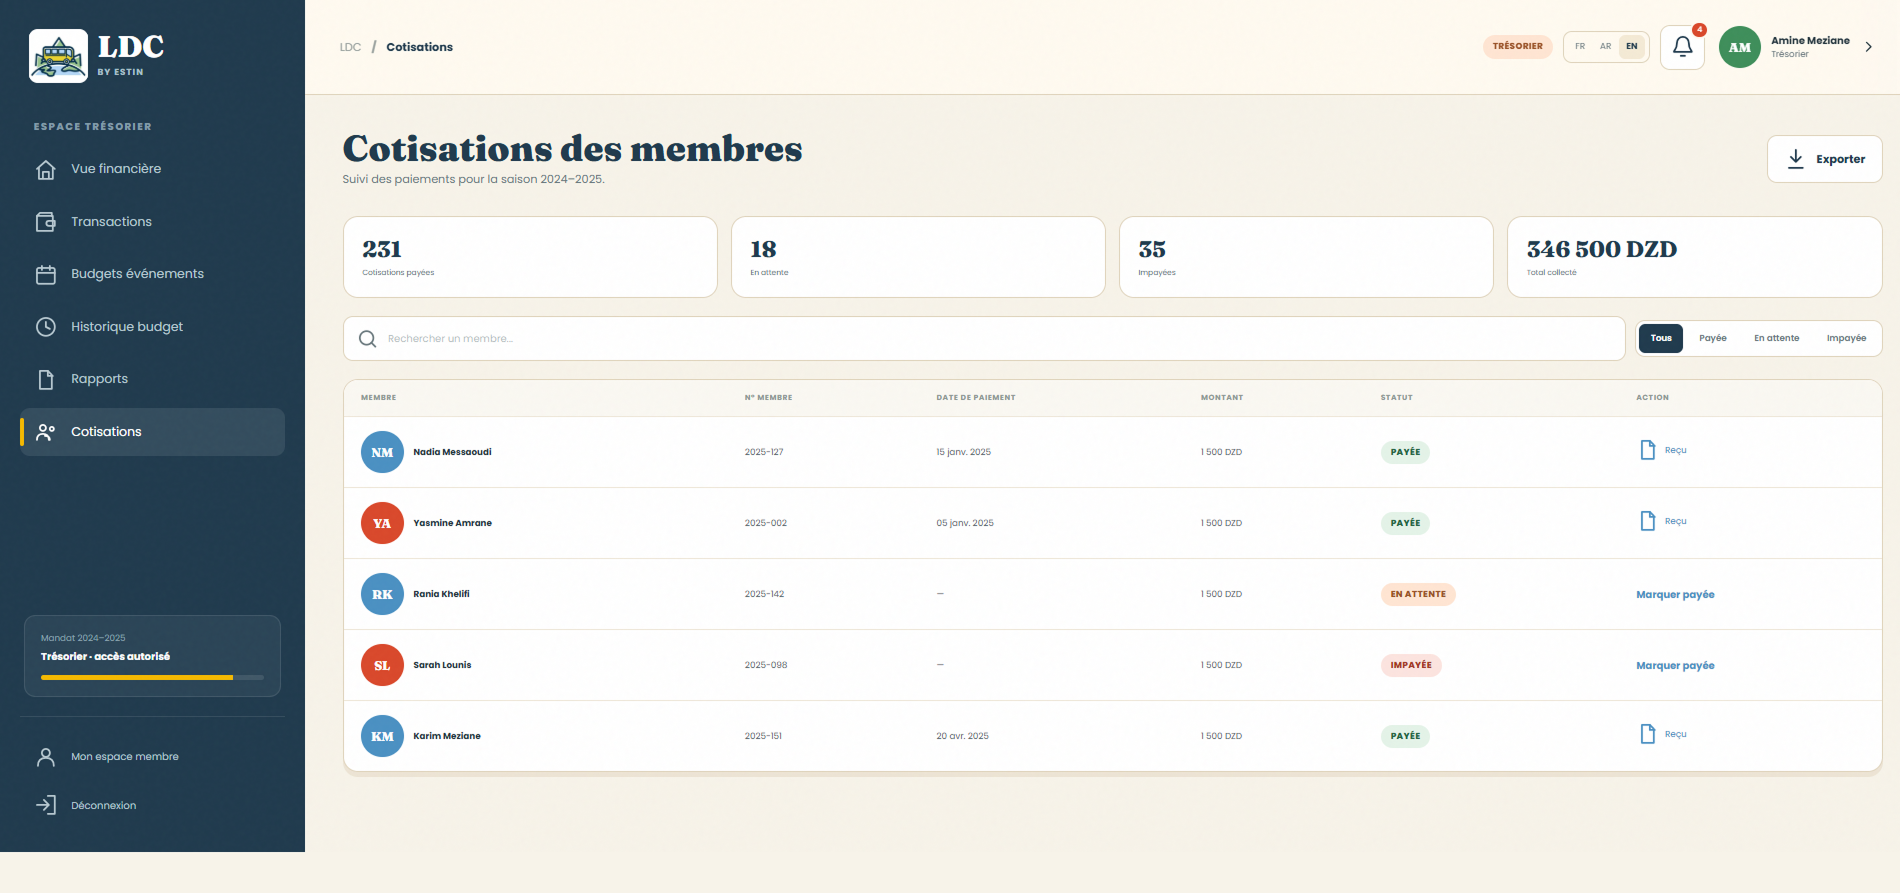 LDC
BY ESTIN
ESPACE TRÉSORIER
Vue financière
Transactions
Budgets événements
Historique budget
Rapports
Cotisations
Mandat 2024–2025
Trésorier · accès autorisé
Mon espace membre
Déconnexion
LDC / Cotisations
TRÉSORIER
FR AR EN
4
AM
Amine Meziane
Trésorier
Cotisations des membres
Suivi des paiements pour la saison 2024–2025.
Exporter
231
Cotisations payées
18
En attente
35
Impayées
346 500 DZD
Total collecté
Rechercher un membre...
Tous Payée En attente Impayée
MEMBRE N° MEMBRE DATE DE PAIEMENT MONTANT STATUT ACTION
NM Nadia Messaoudi 2025-127 15 janv. 2025 1 500 DZD PAYÉE Reçu
YA Yasmine Amrane 2025-002 05 janv. 2025 1 500 DZD PAYÉE Reçu
RK Rania Khelifi 2025-142 — 1 500 DZD EN ATTENTE Marquer payée
SL Sarah Lounis 2025-098 — 1 500 DZD IMPAYÉE Marquer payée
KM Karim Meziane 2025-151 20 avr. 2025 1 500 DZD PAYÉE Reçu